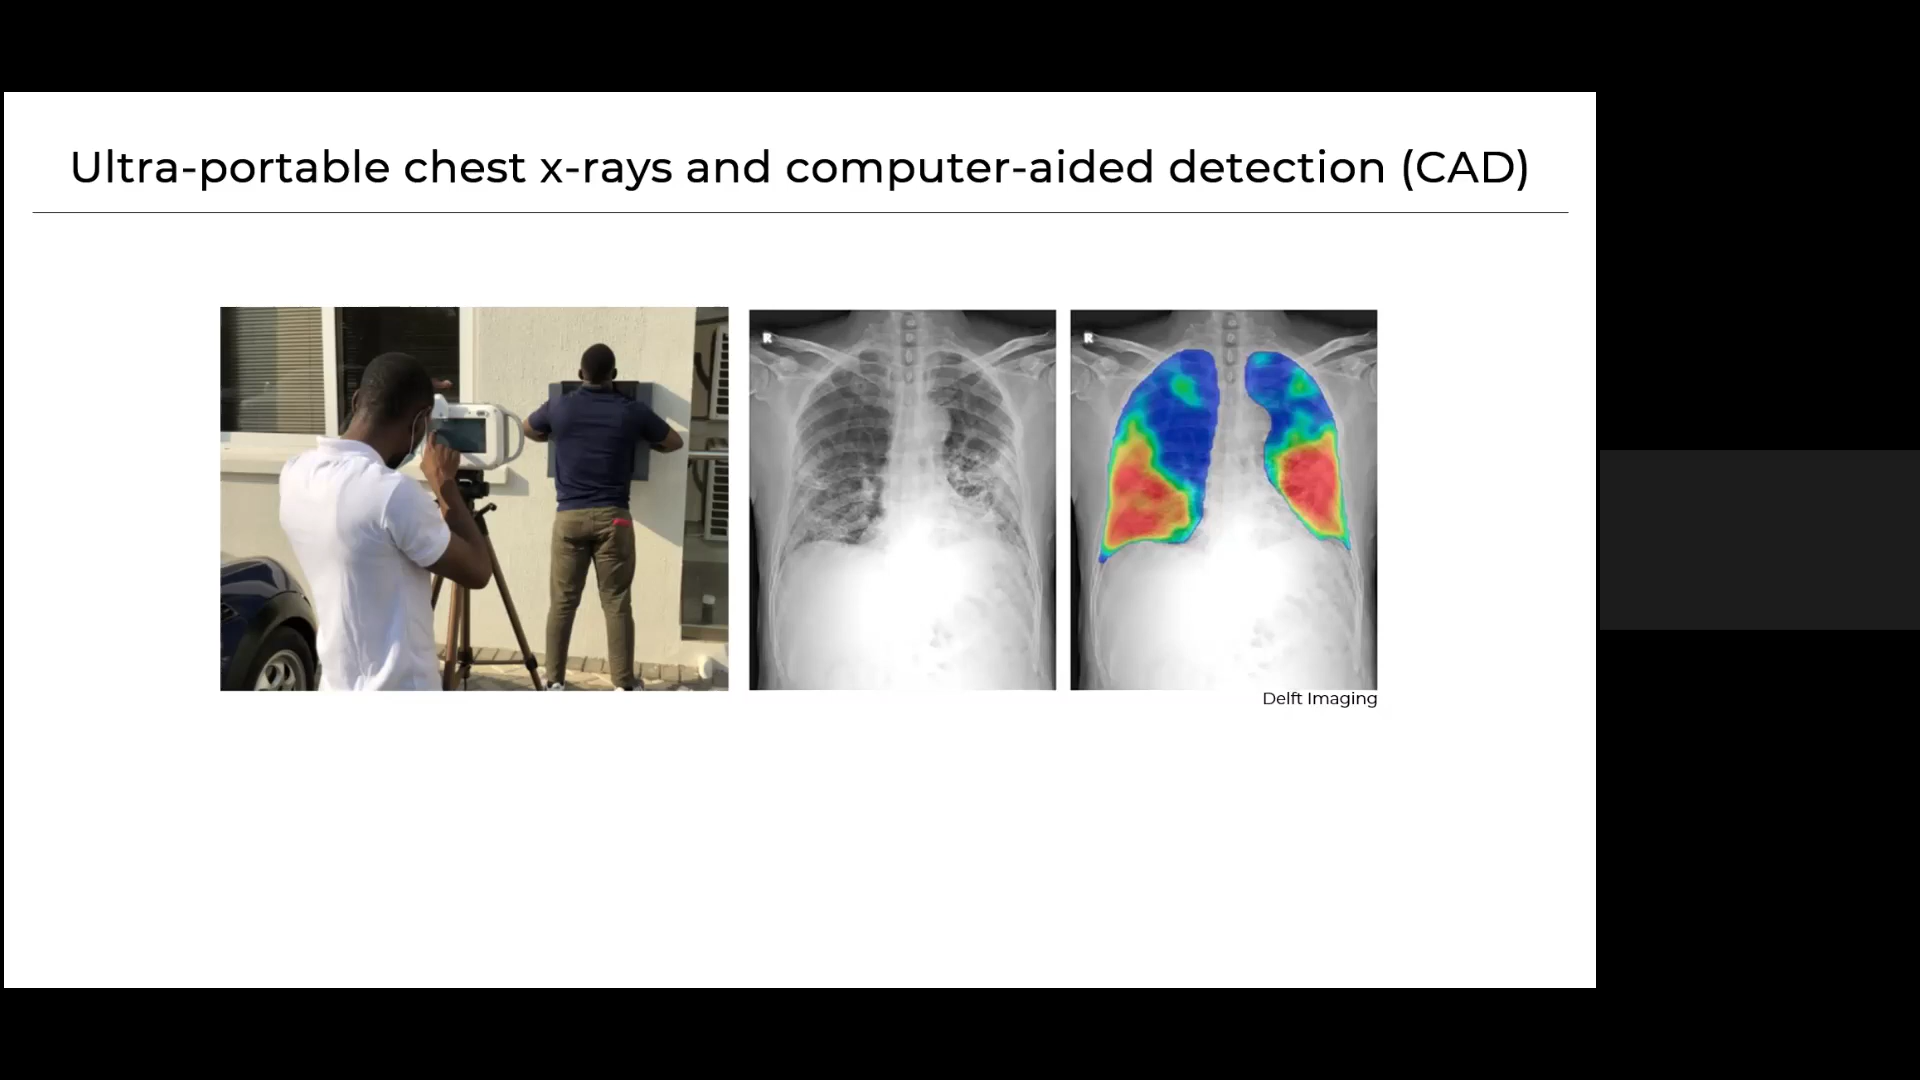 Ultra-portable chest x-rays and computer-aided detection (CAD)
R
R
Delft Imaging